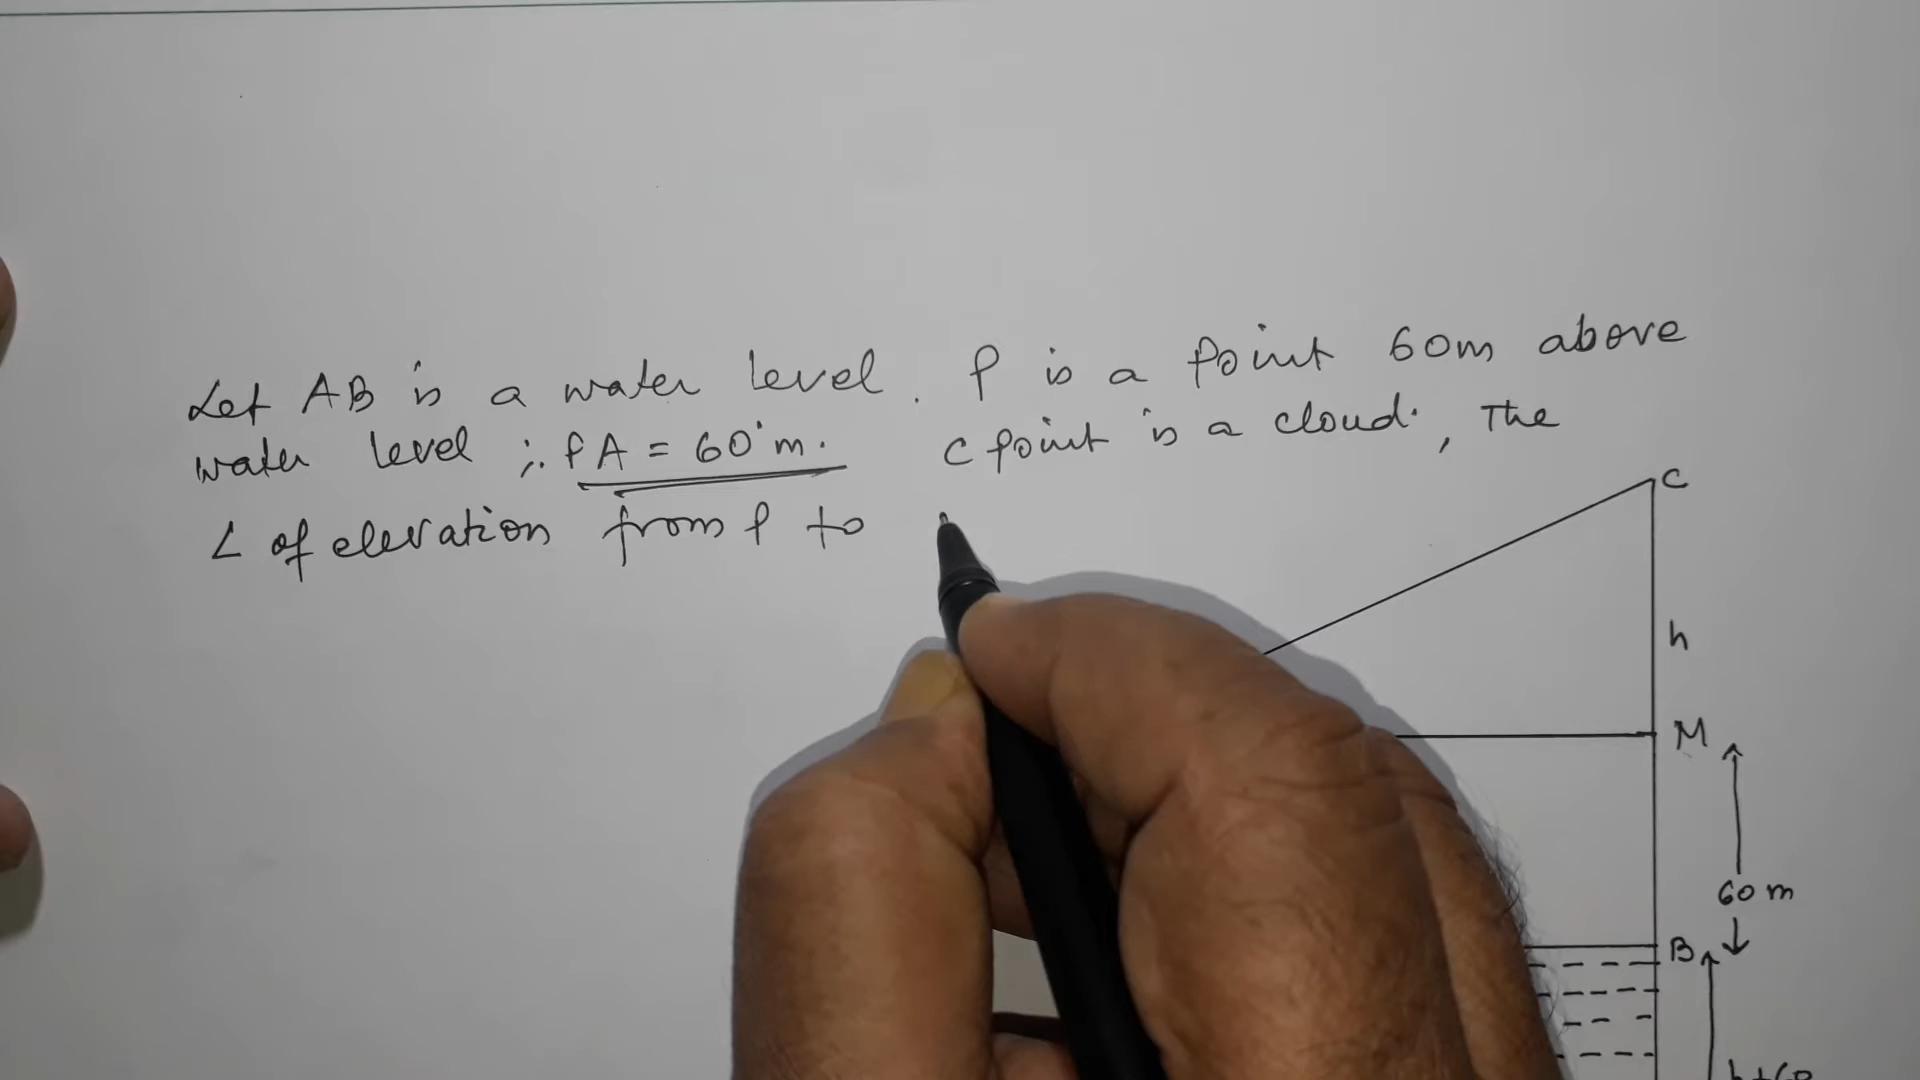 Let AB is a water level. P is a point 60m above
water level ∴ PA = 60 m. C point is a cloud, The
∠ of elevation from P to
C
h
M
60 m
B
h+60